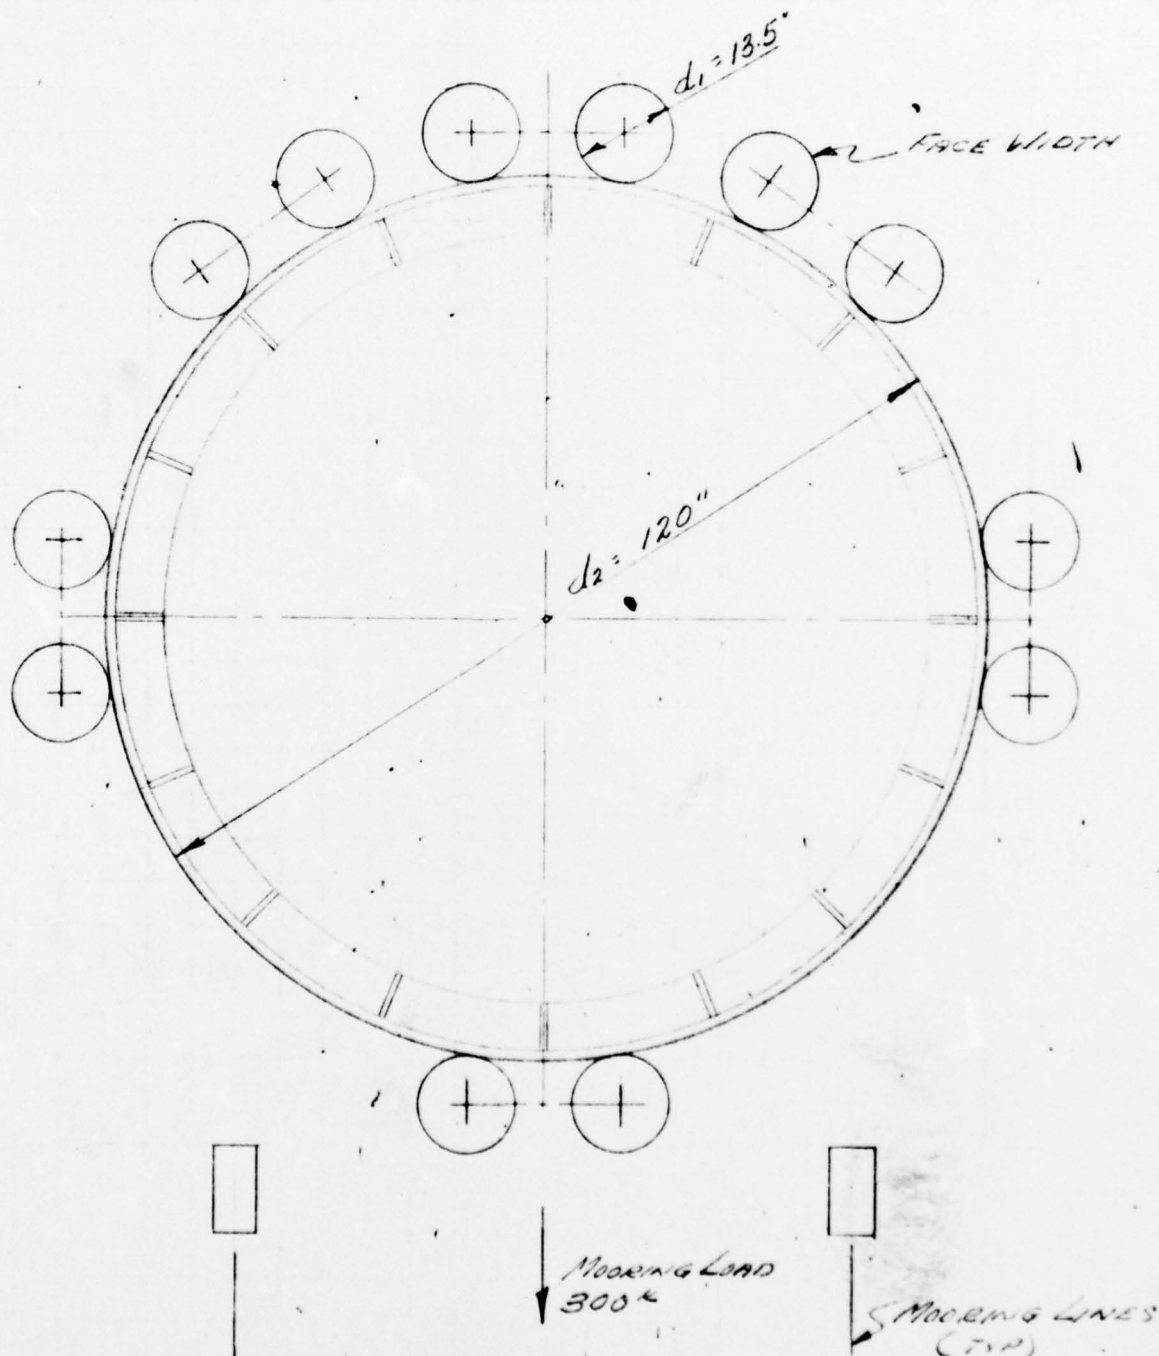 d₁ = 13.5"
FACE WIDTH
d₂ = 120"
MOORING LOAD
300ᴷ
MOORING LINES
(TYP)